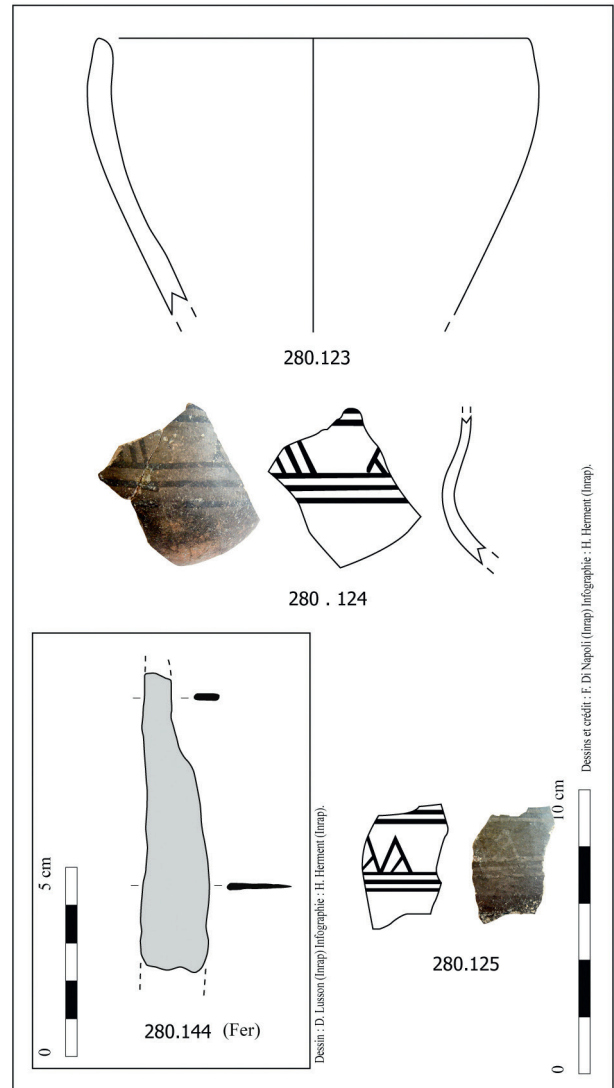 280.123
280 . 124
Dessins et crédit : F. Di Napoli (Inrap) Infographie : H. Herment (Inrap).
5 cm
0
280.144 (Fer)
Dessin : D. Lusson (Inrap) Infographie : H. Herment (Inrap).
280.125
10 cm
0